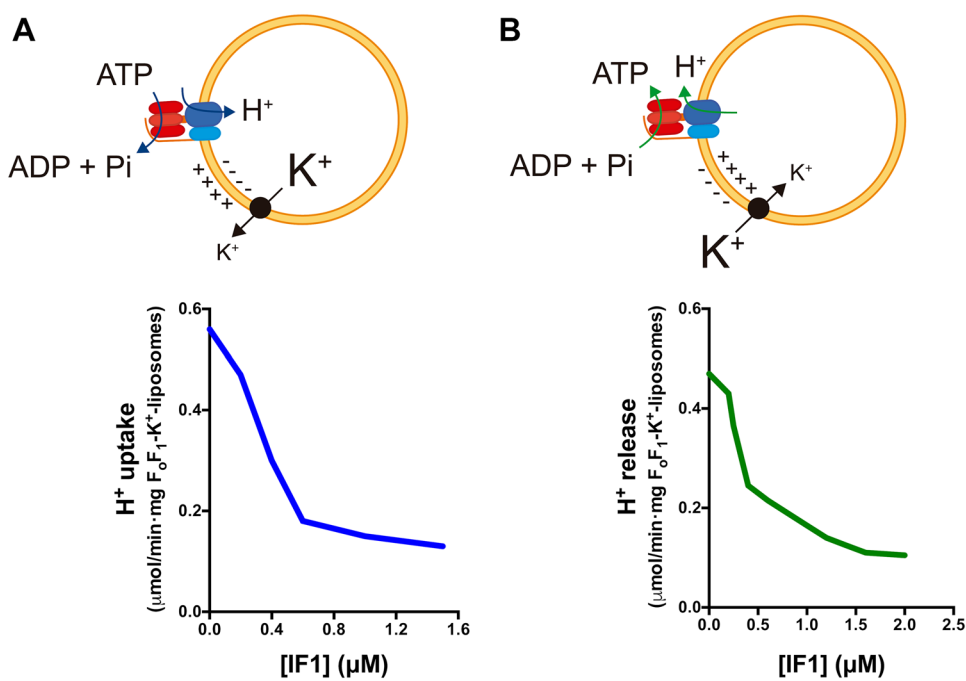 A
ATP
H⁺
ADP + Pi
- - - -
+ + + +
K⁺
K⁺
0.6
0.4
0.2
0.0
H⁺ uptake
(μmol/min·mg FₒF₁-K⁺-liposomes)
0.0 0.4 0.8 1.2 1.6
[IF1] (μM)
B
ATP
H⁺
ADP + Pi
+ + + +
- - - -
K⁺
K⁺
0.6
0.4
0.2
0.0
H⁺ release
(μmol/min·mg FₒF₁-K⁺-liposomes)
0.0 0.5 1.0 1.5 2.0 2.5
[IF1] (μM)